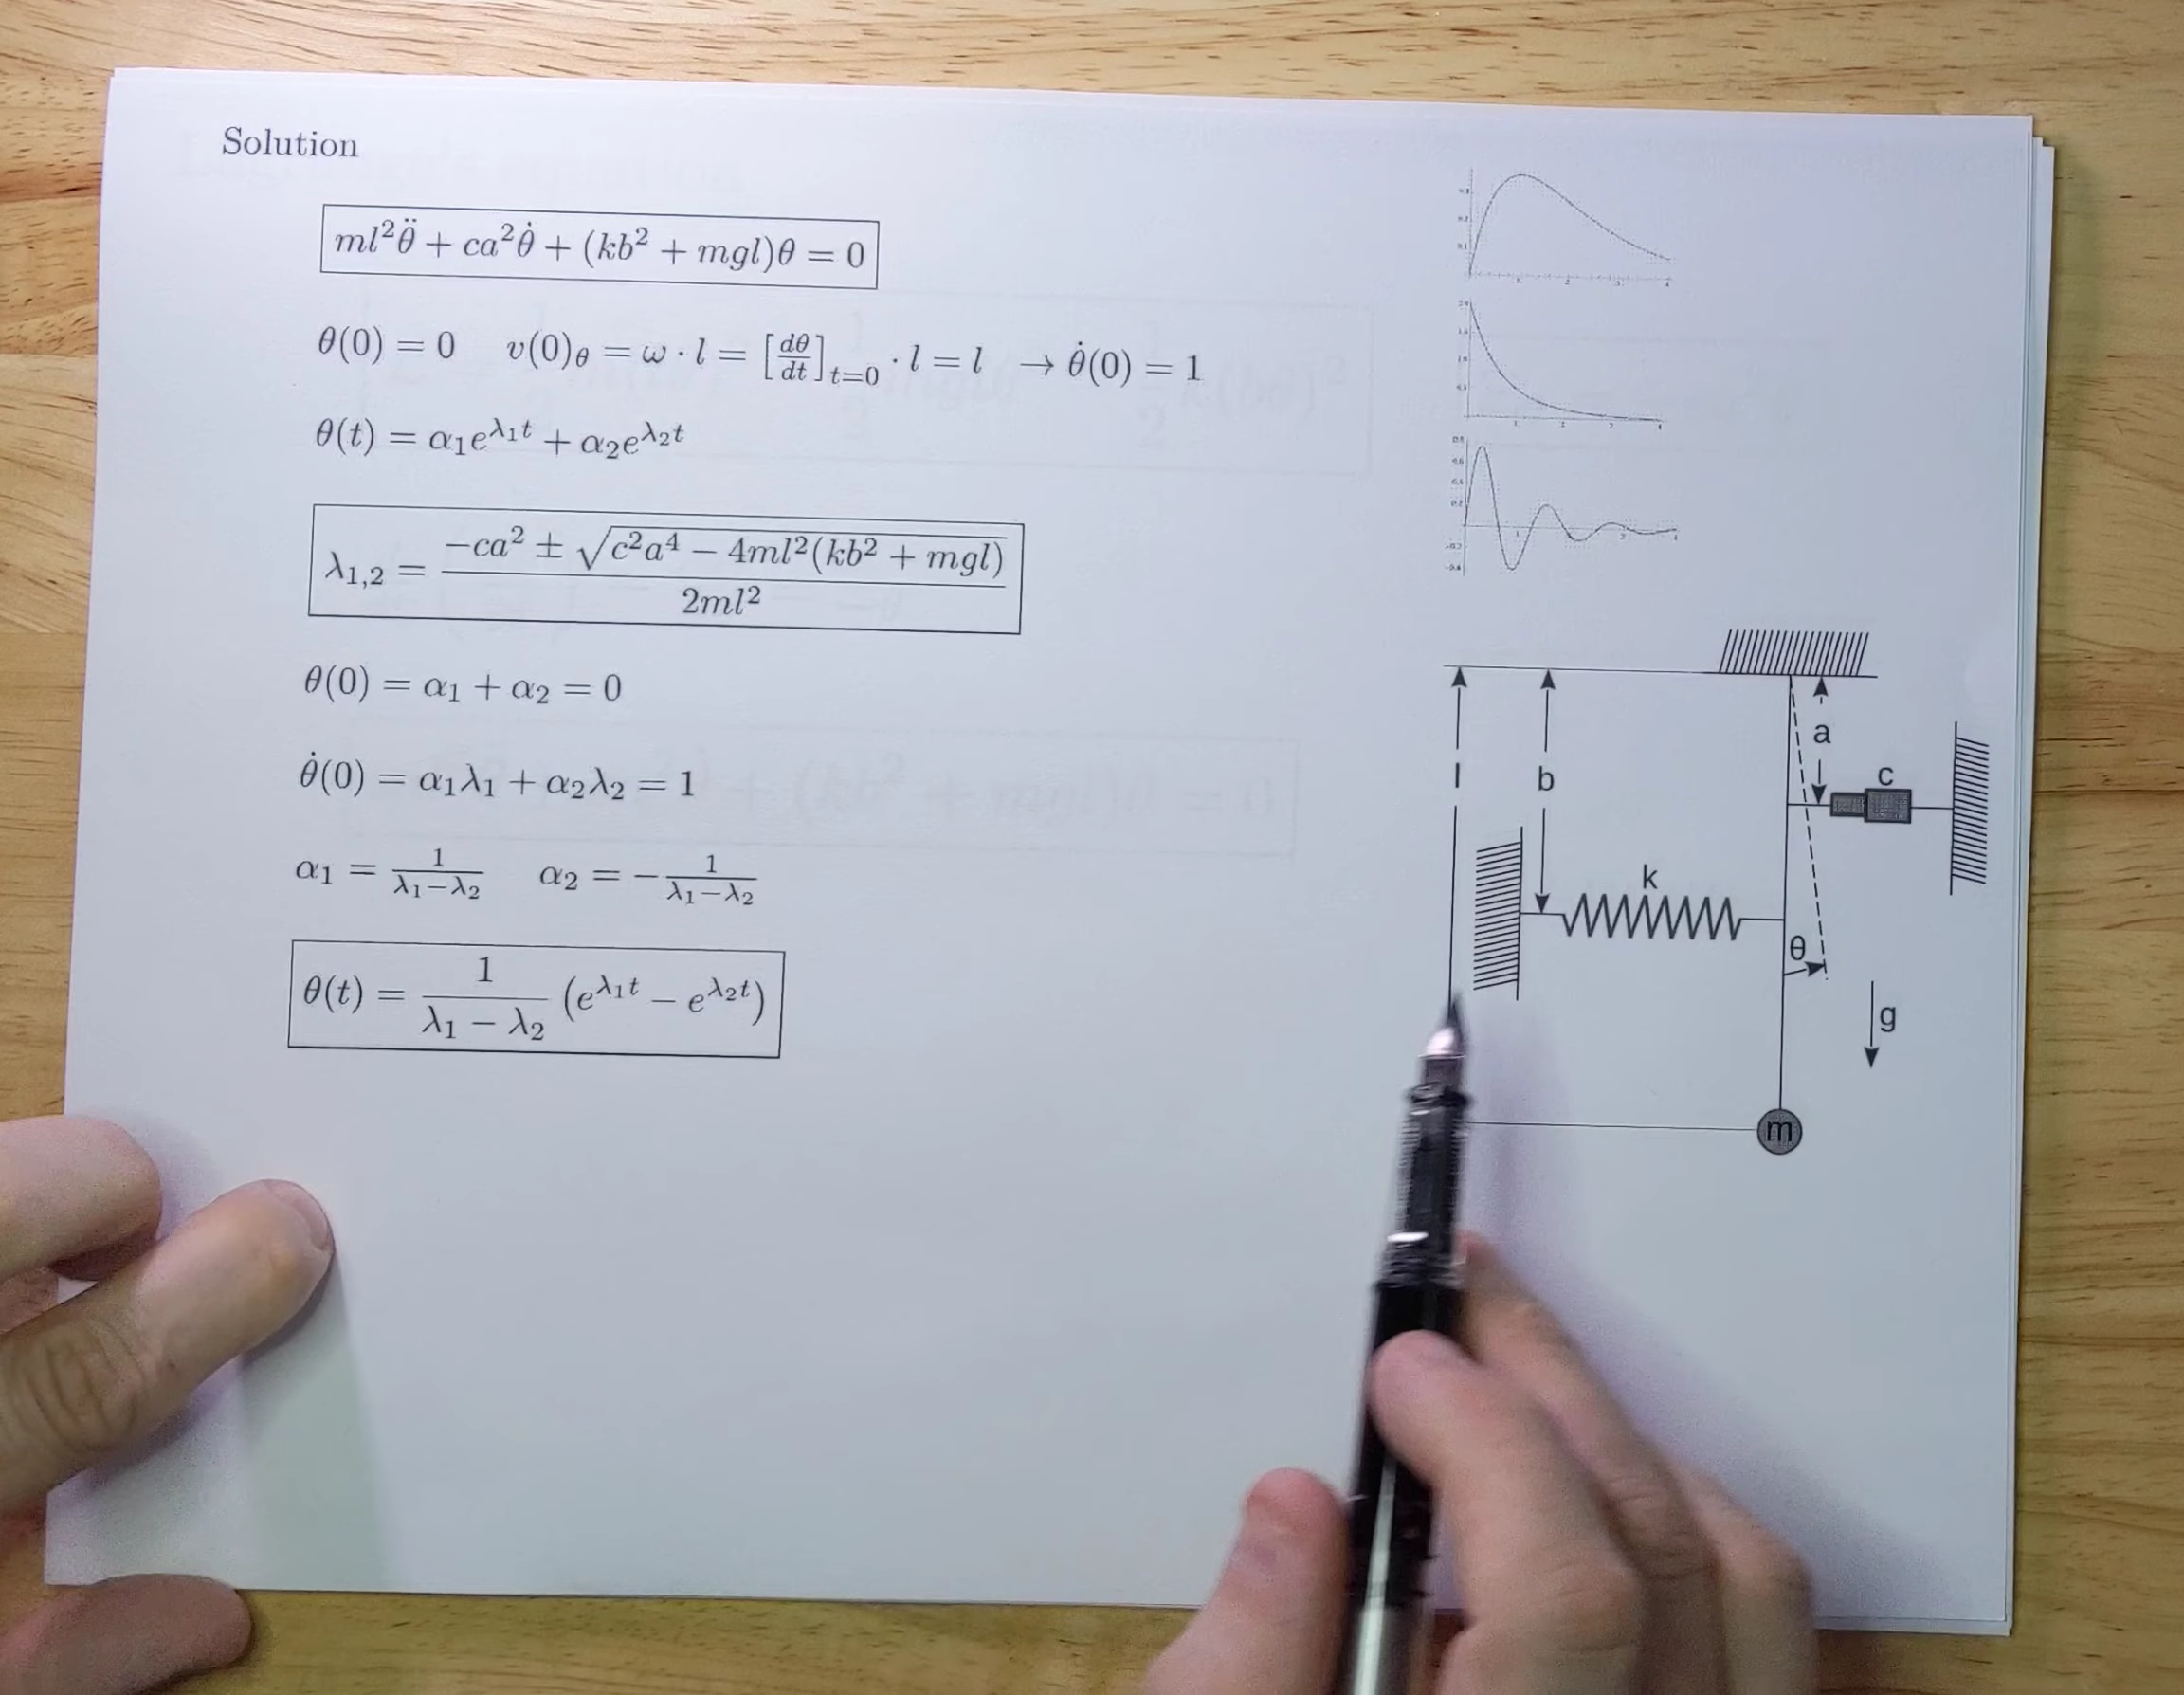 Solution
ml²θ̈ + ca²θ̇ + (kb² + mgl)θ = 0
θ(0) = 0 v(0)_θ = ω · l = [dθ/dt]_{t=0} · l = l → θ̇(0) = 1
θ(t) = α₁e^{λ₁t} + α₂e^{λ₂t}
λ_{1,2} = (−ca² ± √(c²a⁴ − 4ml²(kb² + mgl))) / 2ml²
θ(0) = α₁ + α₂ = 0
θ̇(0) = α₁λ₁ + α₂λ₂ = 1
α₁ = 1/(λ₁−λ₂) α₂ = −1/(λ₁−λ₂)
θ(t) = 1/(λ₁ − λ₂) (e^{λ₁t} − e^{λ₂t})
a
l
b
c
k
θ
g
m